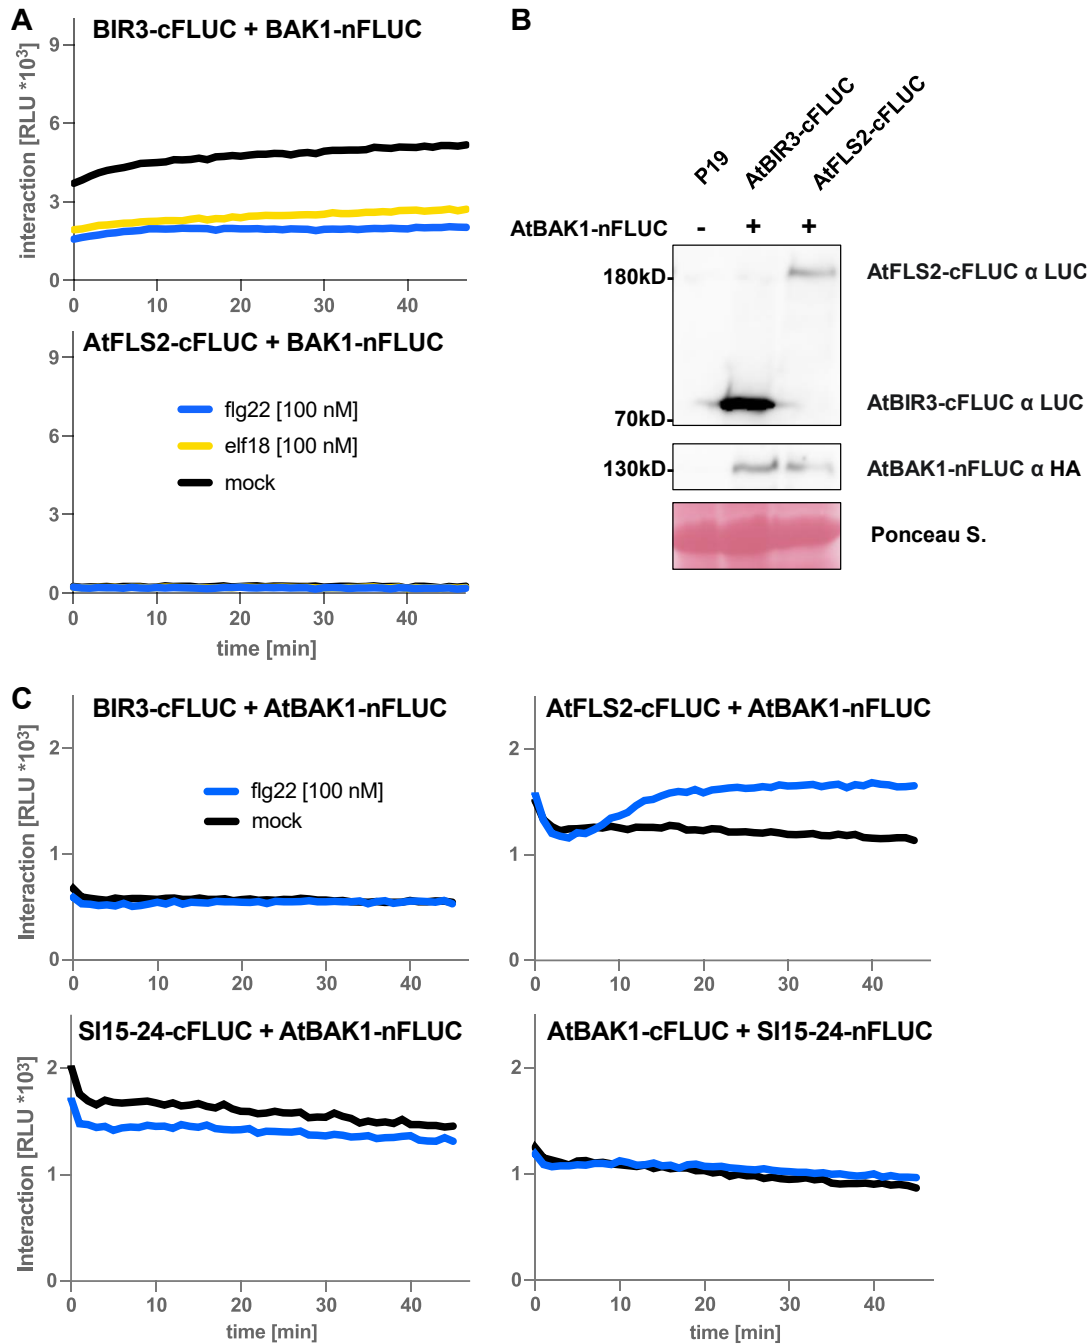 A
BIR3-cFLUC + BAK1-nFLUC
interaction [RLU *10³]
9
6
3
0
0 10 20 30 40
AtFLS2-cFLUC + BAK1-nFLUC
9
6
3
0
flg22 [100 nM]
elf18 [100 nM]
mock
0 10 20 30 40
time [min]
B
P19
AtBIR3-cFLUC
AtFLS2-cFLUC
AtBAK1-nFLUC - + +
180kD
AtFLS2-cFLUC α LUC
70kD
AtBIR3-cFLUC α LUC
130kD
AtBAK1-nFLUC α HA
Ponceau S.
C
BIR3-cFLUC + AtBAK1-nFLUC
Interaction [RLU *10³]
2
1
0
flg22 [100 nM]
mock
0 10 20 30 40
AtFLS2-cFLUC + AtBAK1-nFLUC
2
1
0
0 10 20 30 40
Sl15-24-cFLUC + AtBAK1-nFLUC
Interaction [RLU *10³]
2
1
0
0 10 20 30 40
time [min]
AtBAK1-cFLUC + Sl15-24-nFLUC
2
1
0
0 10 20 30 40
time [min]